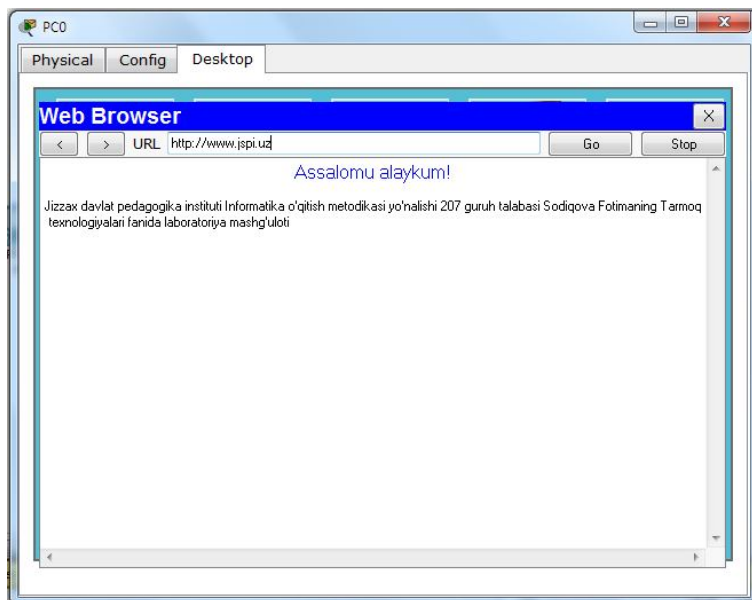 PC0
Physical Config Desktop
Web Browser X
< > URL http://www.jspi.uz Go Stop
Assalomu alaykum!
Jizzax davlat pedagogika instituti Informatika o'qitish metodikasi yo'nalishi 207 guruh talabasi Sodiqova Fotimaning Tarmoq
texnologiyalari fanida laboratoriya mashg'uloti